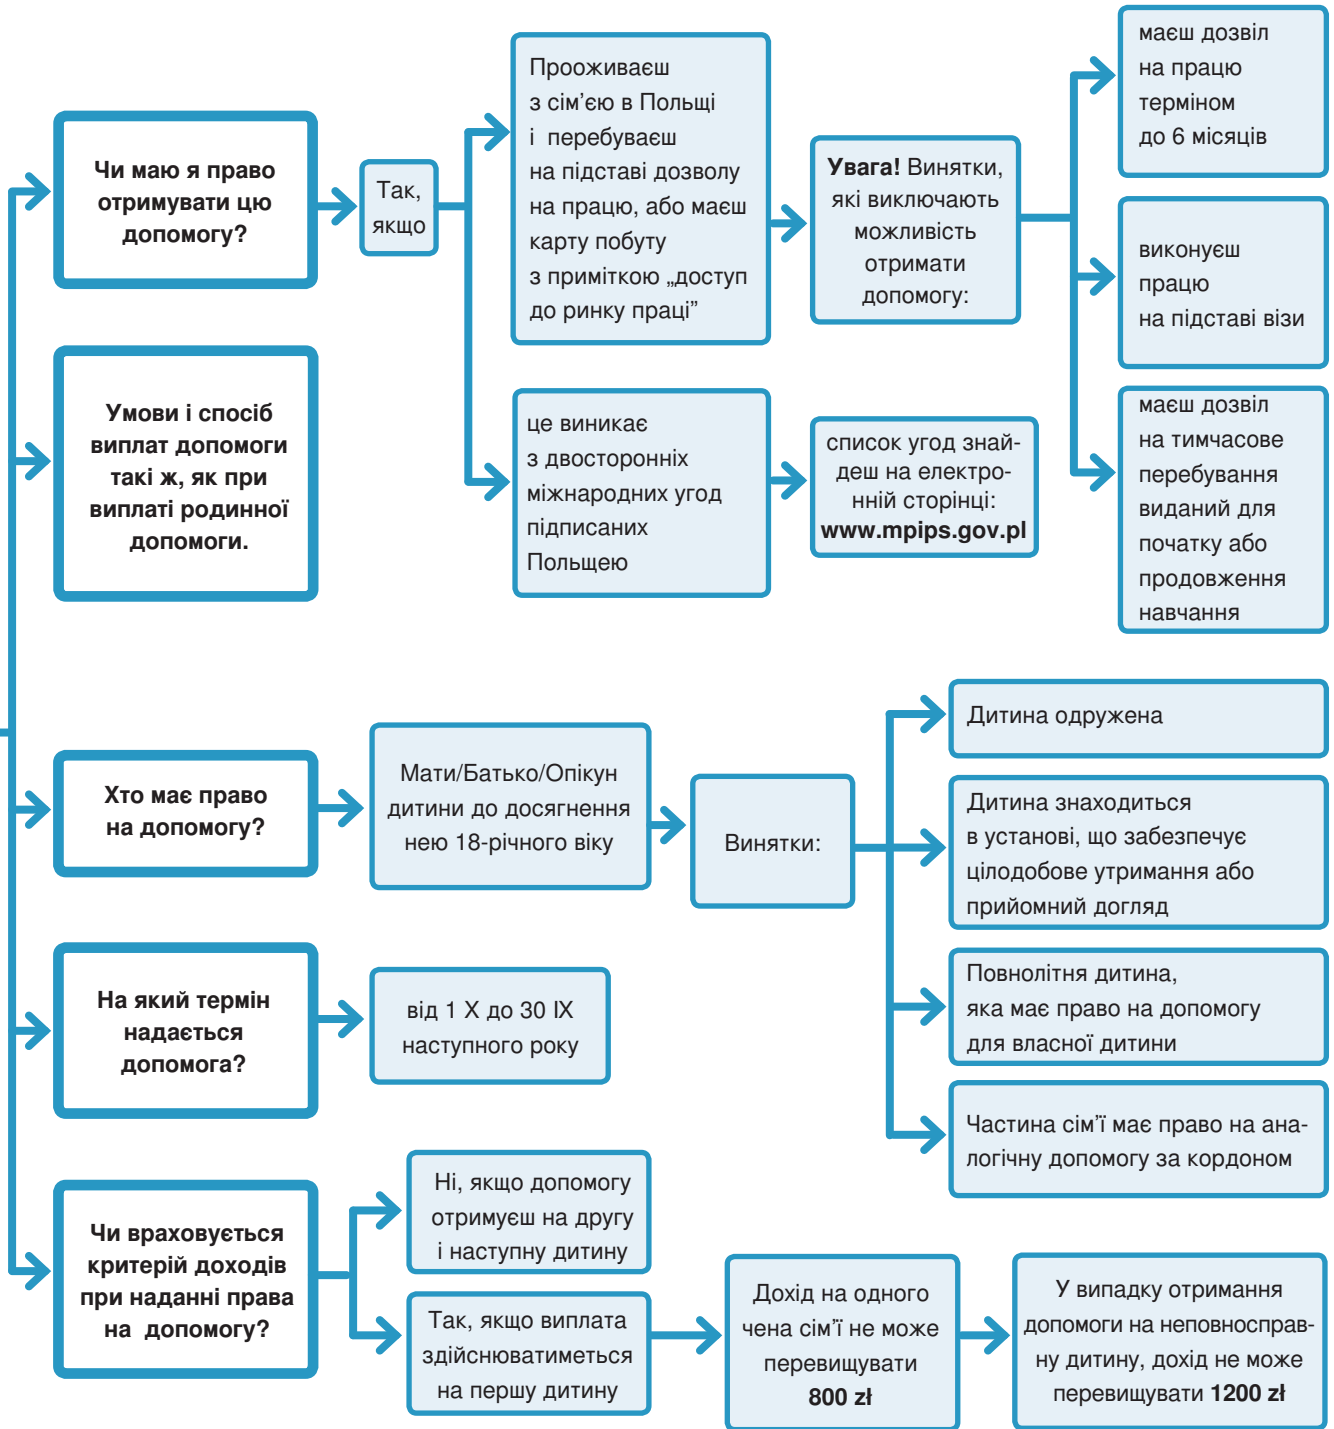 Чи маю я право
отримувати цю
допомогу?
Так,
якщо
Прооживаєш
з сім’єю в Польщі
і перебуваєш
на підставі дозволу
на працю, або маєш
карту побуту
з приміткою „доступ
до ринку праці”
Увага! Винятки,
які виключають
можливість
отримати
допомогу:
маєш дозвіл
на працю
терміном
до 6 місяців
виконуєш
працю
на підставі візи
маєш дозвіл
на тимчасове
перебування
виданий для
початку або
продовження
навчання
це виникає
з двосторонніх
міжнародних угод
підписаних
Польщею
список угод знай-
деш на електро-
нній сторінці:
www.mpips.gov.pl
Умови і спосіб
виплат допомоги
такі ж, як при
виплаті родинної
допомоги.
Хто має право
на допомогу?
Мати/Батько/Опікун
дитини до досягнення
нею 18-річного віку
Винятки:
Дитина одружена
Дитина знаходиться
в установі, що забезпечує
цілодобове утримання або
прийомний догляд
Повнолітня дитина,
яка має право на допомогу
для власної дитини
Частина сім’ї має право на ана-
логічну допомогу за кордоном
На який термін
надається
допомога?
від 1 X до 30 IX
наступного року
Чи враховується
критерій доходів
при наданні права
на допомогу?
Ні, якщо допомогу
отримуєш на другу
і наступну дитину
Так, якщо виплата
здійснюватиметься
на першу дитину
Дохід на одного
чена сім’ї не може
перевищувати
800 zł
У випадку отримання
допомоги на неповносправ-
ну дитину, дохід не може
перевищувати 1200 zł